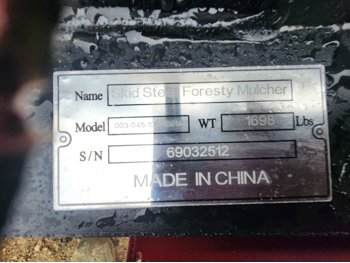 Name Skid Steer Foresty Mulcher
Model WT 1698 Lbs
S/N 69032512
MADE IN CHINA